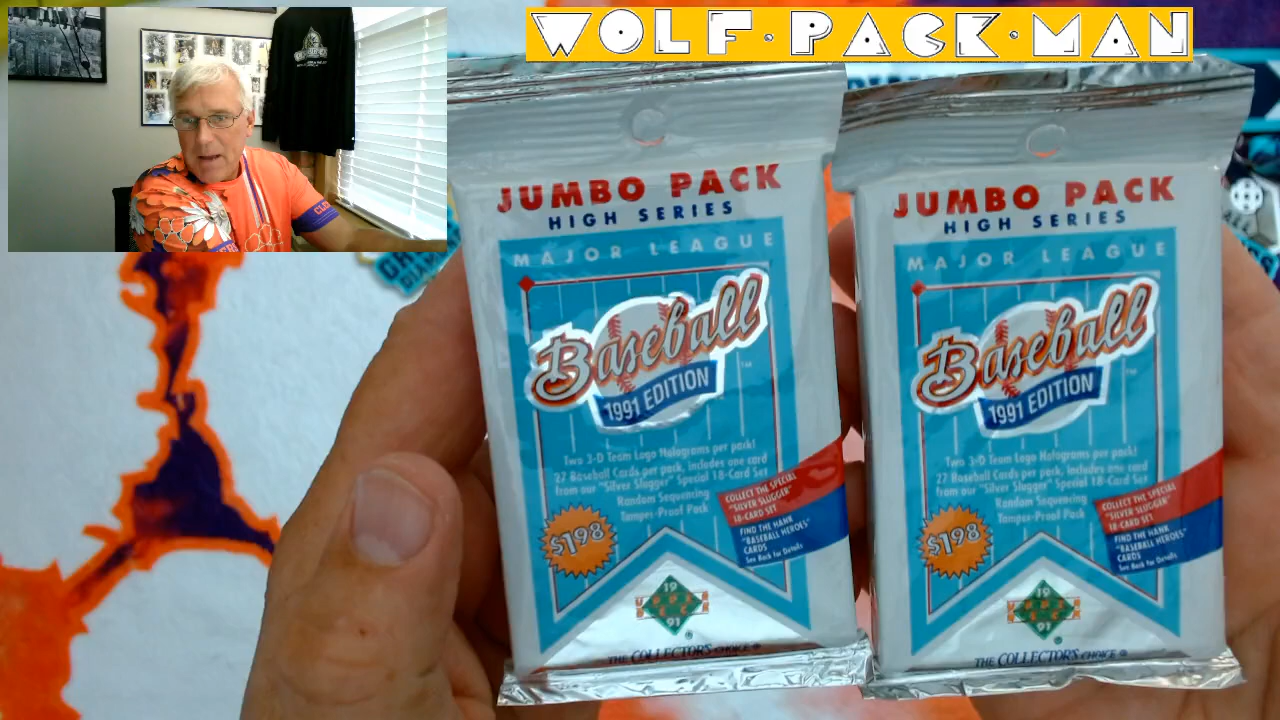 WOLF·PACK·MAN
JUMBO PACK
HIGH SERIES
MAJOR LEAGUE
Baseball
1991 EDITION
Two 3-D Team Logo Holograms per pack!
27 Baseball Cards per pack, includes one card
from our "Silver Slugger" Special 18-Card Set
Random Sequencing
Tamper-Proof Pack
$1.98
COLLECT THE SPECIAL
"SILVER SLUGGER"
18-CARD SET
FIND THE HANK
"BASEBALL HEROES"
CARDS
See Back for Details
19
UPPER
DECK
91
THE COLLECTOR'S CHOICE®
JUMBO PACK
HIGH SERIES
MAJOR LEAGUE
Baseball
1991 EDITION
Two 3-D Team Logo Holograms per pack!
27 Baseball Cards per pack, includes one card
from our "Silver Slugger" Special 18-Card Set
Random Sequencing
Tamper-Proof Pack
$1.98
COLLECT THE SPECIAL
"SILVER SLUGGER"
18-CARD SET
FIND THE HANK
"BASEBALL HEROES"
CARDS
See Back for Details
19
UPPER
DECK
91
THE COLLECTOR'S CHOICE®